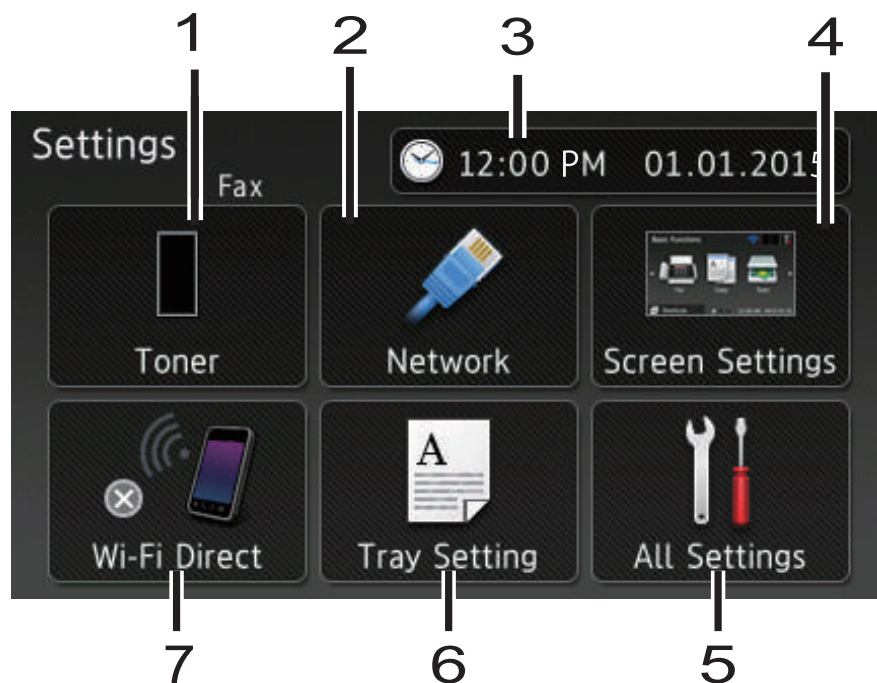 1 2 3 4
Settings
12:00 PM 01.01.2015
Fax
Toner Network Screen Settings
A
Wi-Fi Direct Tray Setting All Settings
7 6 5